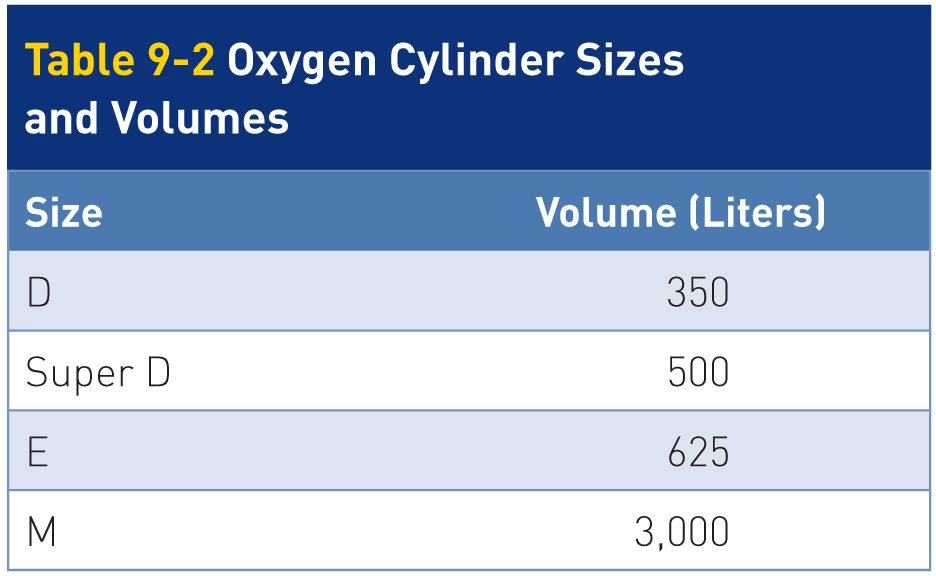 Table 9-2 Oxygen Cylinder Sizes
and Volumes
Size Volume (Liters)
D 350
Super D 500
E 625
M 3,000